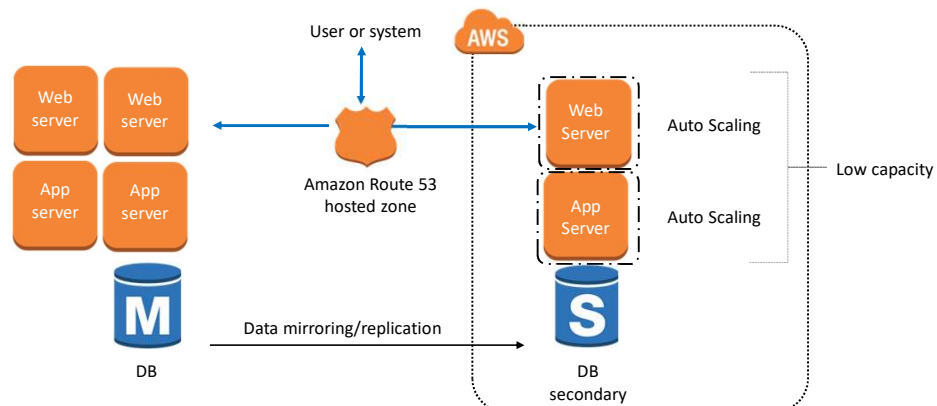 User or system
AWS
Web
server
Web
server
App
server
App
server
Amazon Route 53
hosted zone
Web
Server
Auto Scaling
App
Server
Auto Scaling
Low capacity
M
DB
Data mirroring/replication
S
DB
secondary